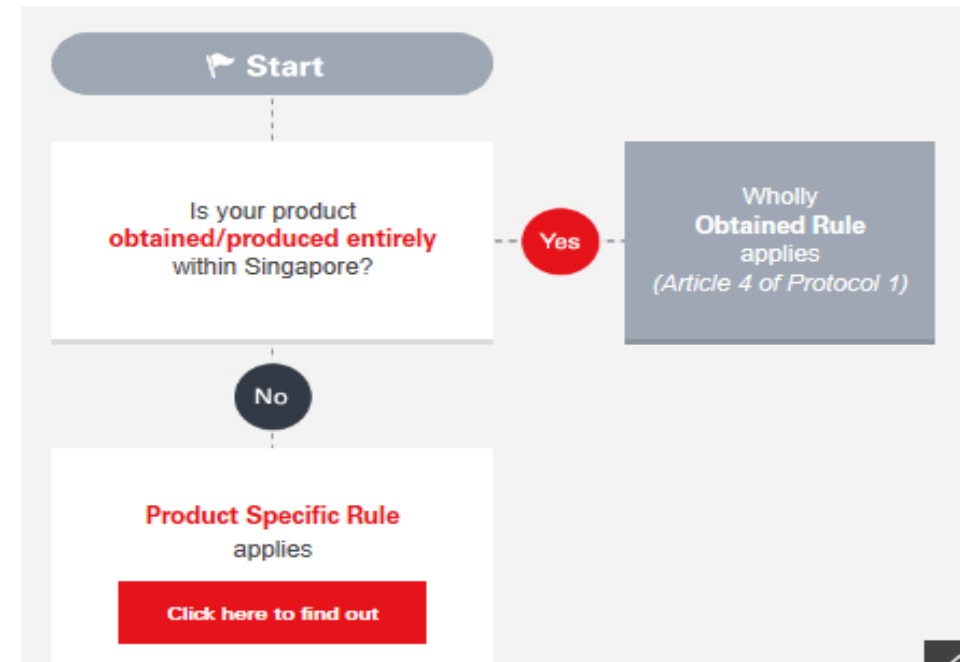 Start
Is your product
obtained/produced entirely
within Singapore?
Yes
Wholly
Obtained Rule
applies
(Article 4 of Protocol 1)
No
Product Specific Rule
applies
Click here to find out